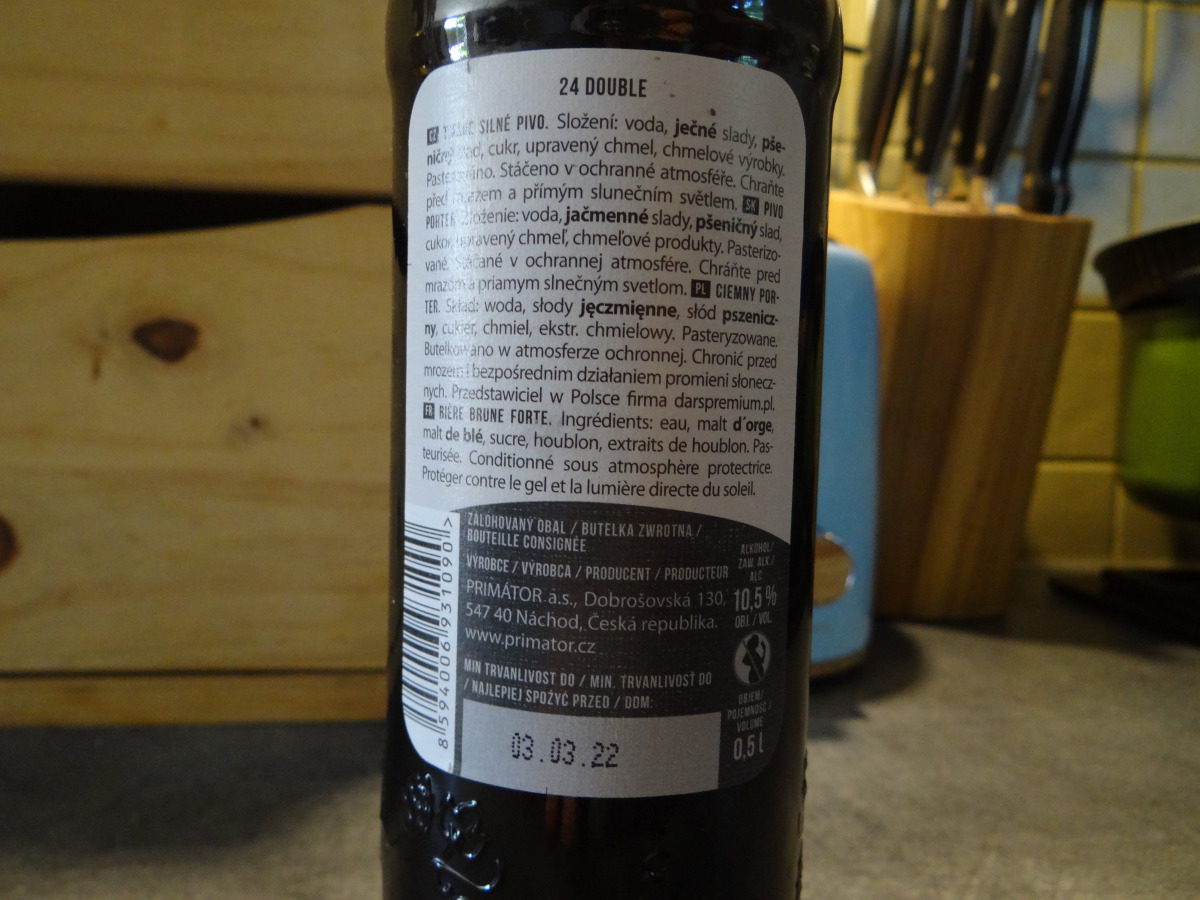 24 DOUBLE
CZ SILNÉ PIVO. Složení: voda, ječné slady, pše-
cukr, upravený chmel, chmelové výrobky.
Stáčeno v ochranné atmosféře. Chraňte
před mrazem a přímým slunečním světlem. SK PIVO
PORTER. Zloženie: voda, jačmenné slady, pšeničný slad,
cukor, upravený chmeľ, chmeľové produkty. Pasterizo-
vané. Stáčané v ochrannej atmosfére. Chráňte pred
mrazom a priamym slnečným svetlom. PL CIEMNY POR-
TER. Skład: woda, słody jęczmięnne, słód pszenicz-
ny, cukier, chmiel, ekstr. chmielowy. Pasteryzowane.
Butelkowano w atmosferze ochronnej. Chronić przed
mrozem i bezpośrednim działaniem promieni słonecz-
nych. Przedstawiciel w Polsce firma darspremium.pl.
FR BIÈRE BRUNE FORTE. Ingrédients: eau, malt d´orge,
malt de blé, sucre, houblon, extraits de houblon. Pas-
teurisée. Conditionné sous atmosphère protectrice.
Protéger contre le gel et la lumière directe du soleil.
ZÁLOHOVANÝ OBAL / BUTELKA ZWROTNA /
BOUTEILLE CONSIGNÉE
VÝROBCE / VÝROBCA / PRODUCENT / PRODUCTEUR
PRIMÁTOR a.s., Dobrošovská 130,
547 40 Náchod, Česká republika.
www.primator.cz
MIN TRVANLIVOST DO / MIN. TRVANLIVOSŤ DO
/ NAJLEPIEJ SPOŻYĆ PRZED / DDM:
03.03.22
ALKOHOL/
ZAW. ALK./
ALC.
10,5 %
OBJ. / VOL.
OBJEM/
POJEMNOŚĆ/
VOLUME
0,5 l
8 594006 931090 >